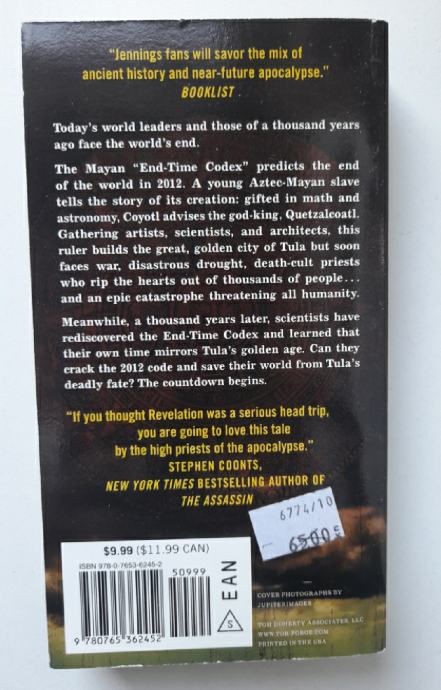 "Jennings fans will savor the mix of
ancient history and near-future apocalypse."
BOOKLIST
Today's world leaders and those of a thousand years
ago face the world's end.
The Mayan "End-Time Codex" predicts the end
of the world in 2012. A young Aztec-Mayan slave
tells the story of its creation: gifted in math and
astronomy, Coyotl advises the god-king, Quetzalcoatl.
Gathering artists, scientists, and architects, this
ruler builds the great, golden city of Tula but soon
faces war, disastrous drought, death-cult priests
who rip the hearts out of thousands of people...
and an epic catastrophe threatening all humanity.
Meanwhile, a thousand years later, scientists have
rediscovered the End-Time Codex and learned that
their own time mirrors Tula's golden age. Can they
crack the 2012 code and save their world from Tula's
deadly fate? The countdown begins.
"If you thought Revelation was a serious head trip,
you are going to love this tale
by the high priests of the apocalypse."
STEPHEN COONTS,
NEW YORK TIMES BESTSELLING AUTHOR OF
THE ASSASSIN
6774/10
$9.99 ($11.99 CAN)
ISBN 978-0-7653-6245-2
50999
EAN
S
9 780765 362452
COVER PHOTOGRAPHS BY
JUPITERIMAGES
TOM DOHERTY ASSOCIATES, LLC
WWW.TOR-FORGE.COM
PRINTED IN THE USA